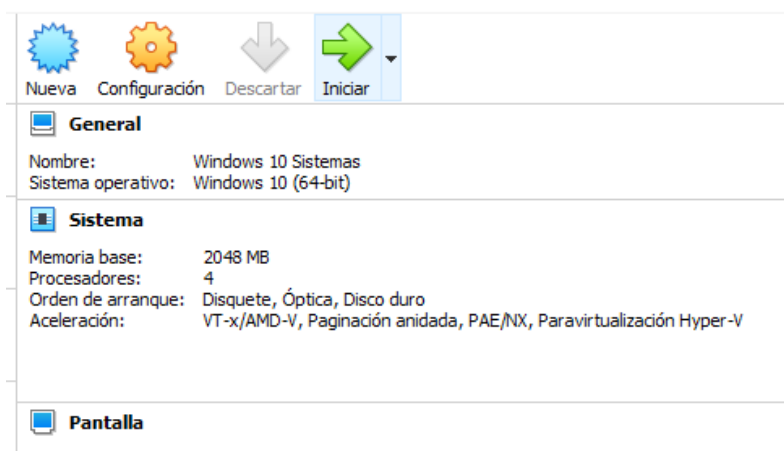 Nueva Configuración Descartar Iniciar
General
Nombre: Windows 10 Sistemas
Sistema operativo: Windows 10 (64-bit)
Sistema
Memoria base: 2048 MB
Procesadores: 4
Orden de arranque: Disquete, Óptica, Disco duro
Aceleración: VT-x/AMD-V, Paginación anidada, PAE/NX, Paravirtualización Hyper-V
Pantalla